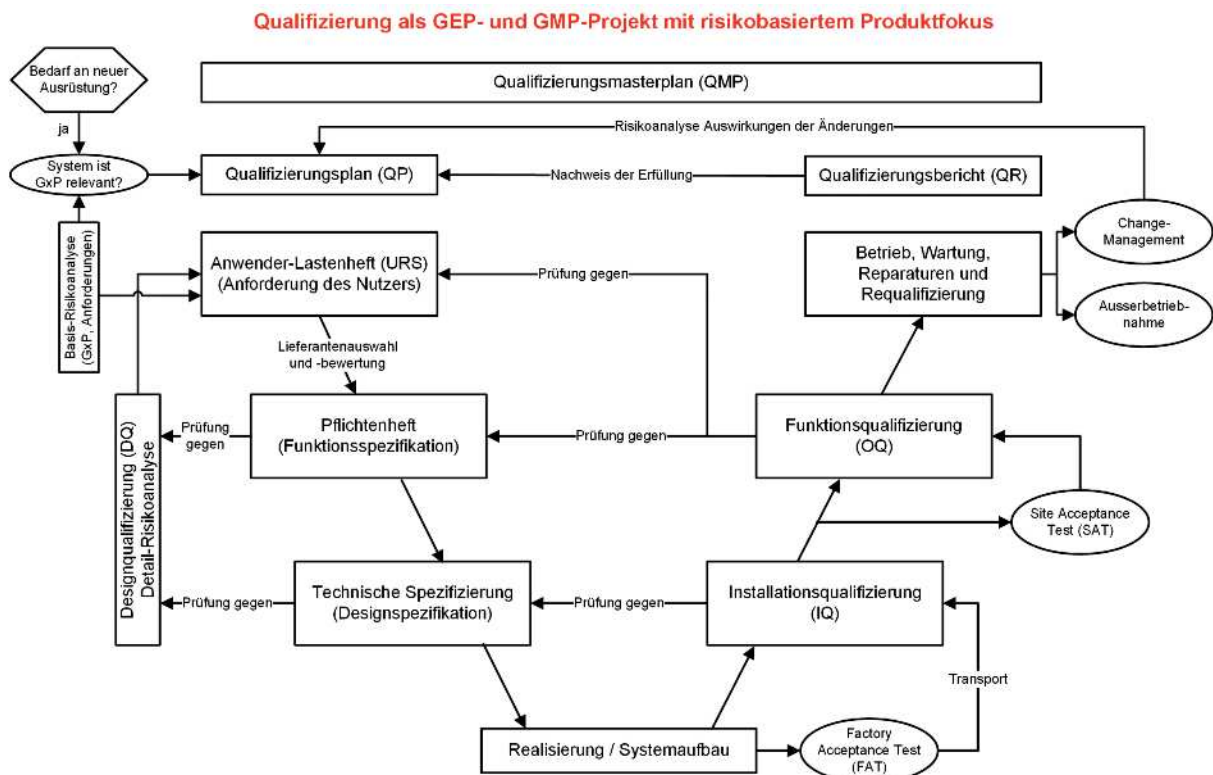 Qualifizierung als GEP- und GMP-Projekt mit risikobasiertem Produktfokus
Bedarf an neuer
Ausrüstung?
Qualifizierungsmasterplan (QMP)
ja
Risikoanalyse Auswirkungen der Änderungen
System ist
GxP relevant?
Qualifizierungsplan (QP)
Nachweis der Erfüllung
Qualifizierungsbericht (QR)
Change-
Management
Basis-Risikoanalyse
(GxP, Anforderungen)
Anwender-Lastenheft (URS)
(Anforderung des Nutzers)
Prüfung gegen
Betrieb, Wartung,
Reparaturen und
Requalifizierung
Ausserbetrieb-
nahme
Lieferantenauswahl
und -bewertung
Designqualifizierung (DQ)
Detail-Risikoanalyse
Prüfung
gegen
Pflichtenheft
(Funktionsspezifikation)
Prüfung gegen
Funktionsqualifizierung
(OQ)
Site Acceptance
Test (SAT)
Prüfung gegen
Technische Spezifizierung
(Designspezifikation)
Prüfung gegen
Installationsqualifizierung
(IQ)
Transport
Realisierung / Systemaufbau
Factory
Acceptance Test
(FAT)